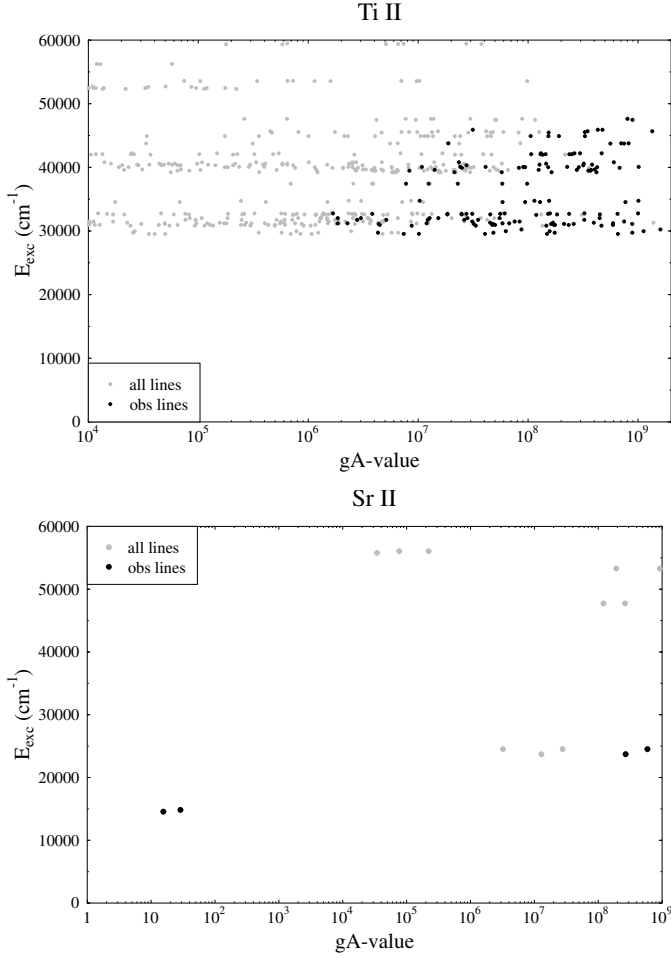 Ti II
60000
50000
40000
30000
20000
10000
0
E_exc (cm^-1)
all lines
obs lines
10^4 10^5 10^6 10^7 10^8 10^9
gA-value
Sr II
60000
50000
40000
30000
20000
10000
0
E_exc (cm^-1)
all lines
obs lines
1 10 10^2 10^3 10^4 10^5 10^6 10^7 10^8 10^9
gA-value